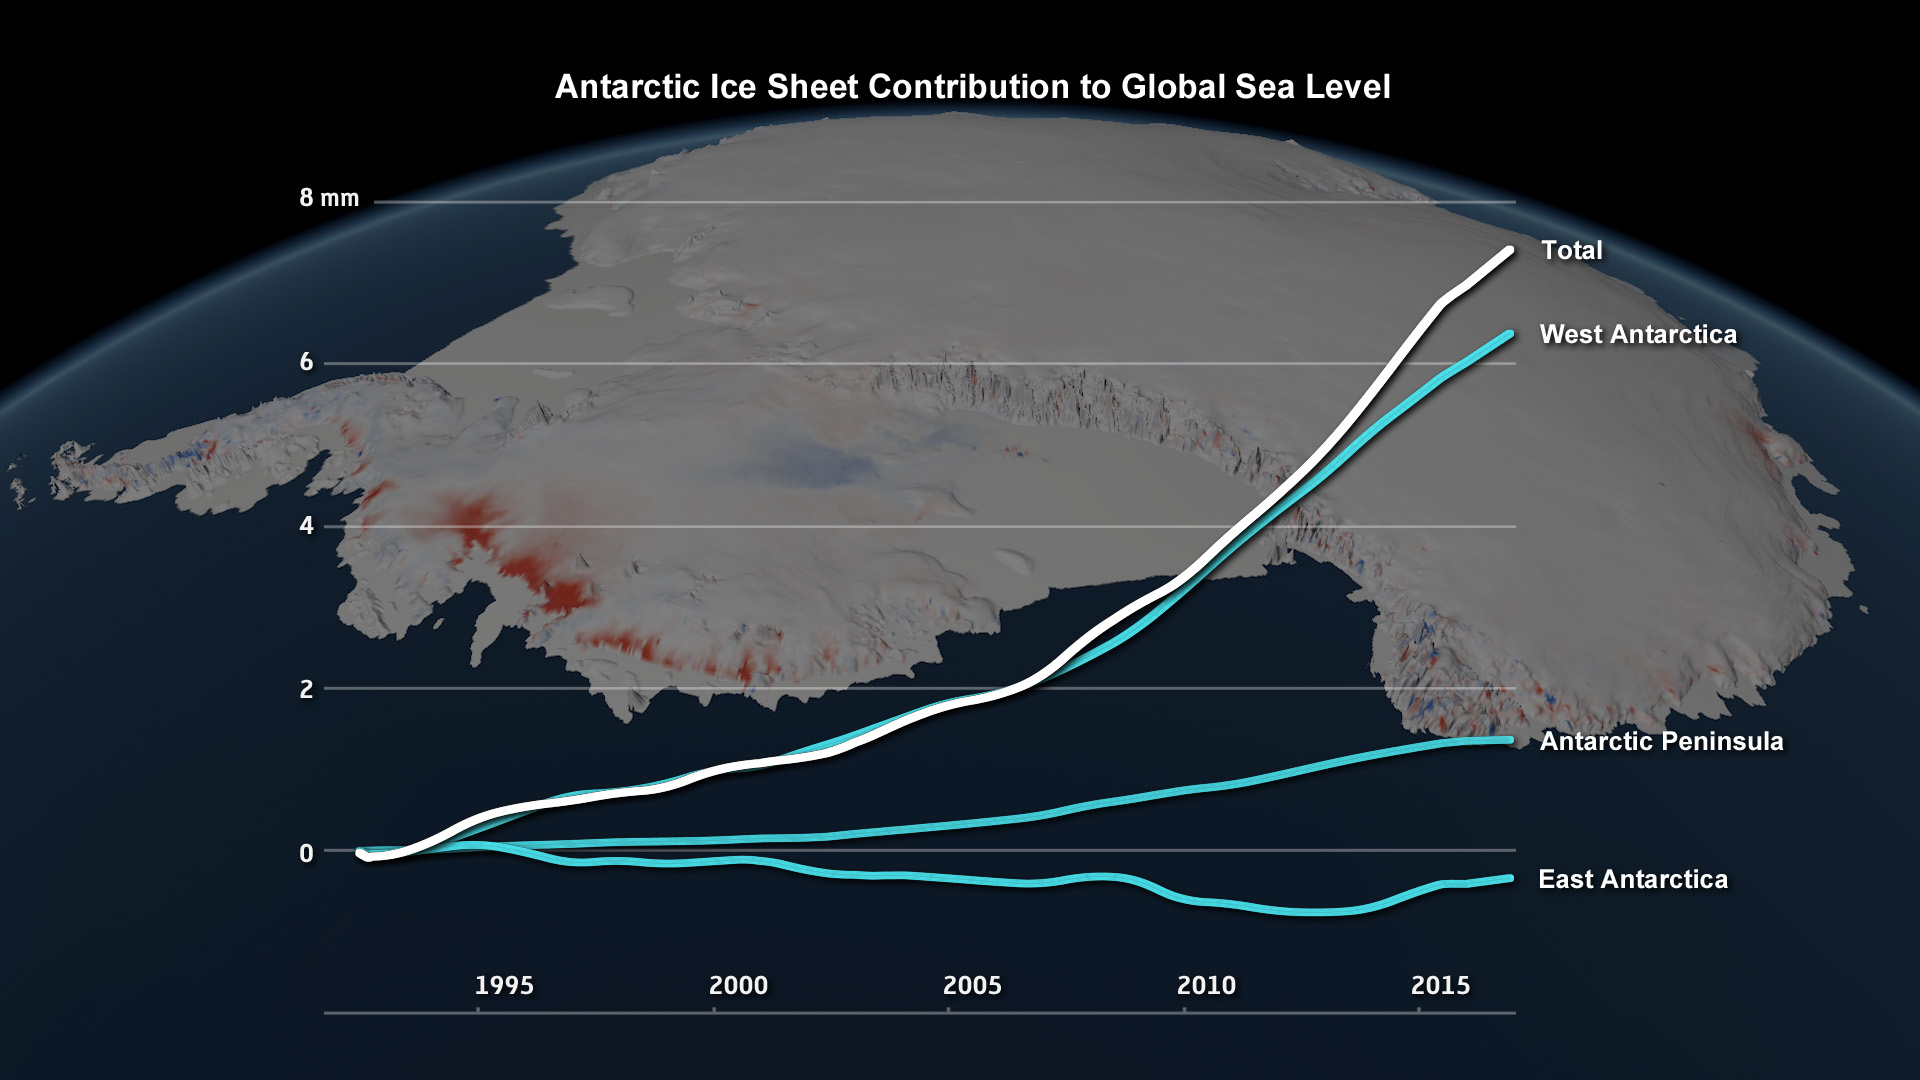 Antarctic Ice Sheet Contribution to Global Sea Level
8 mm
Total
West Antarctica
6
4
2
Antarctic Peninsula
0
East Antarctica
1995 2000 2005 2010 2015